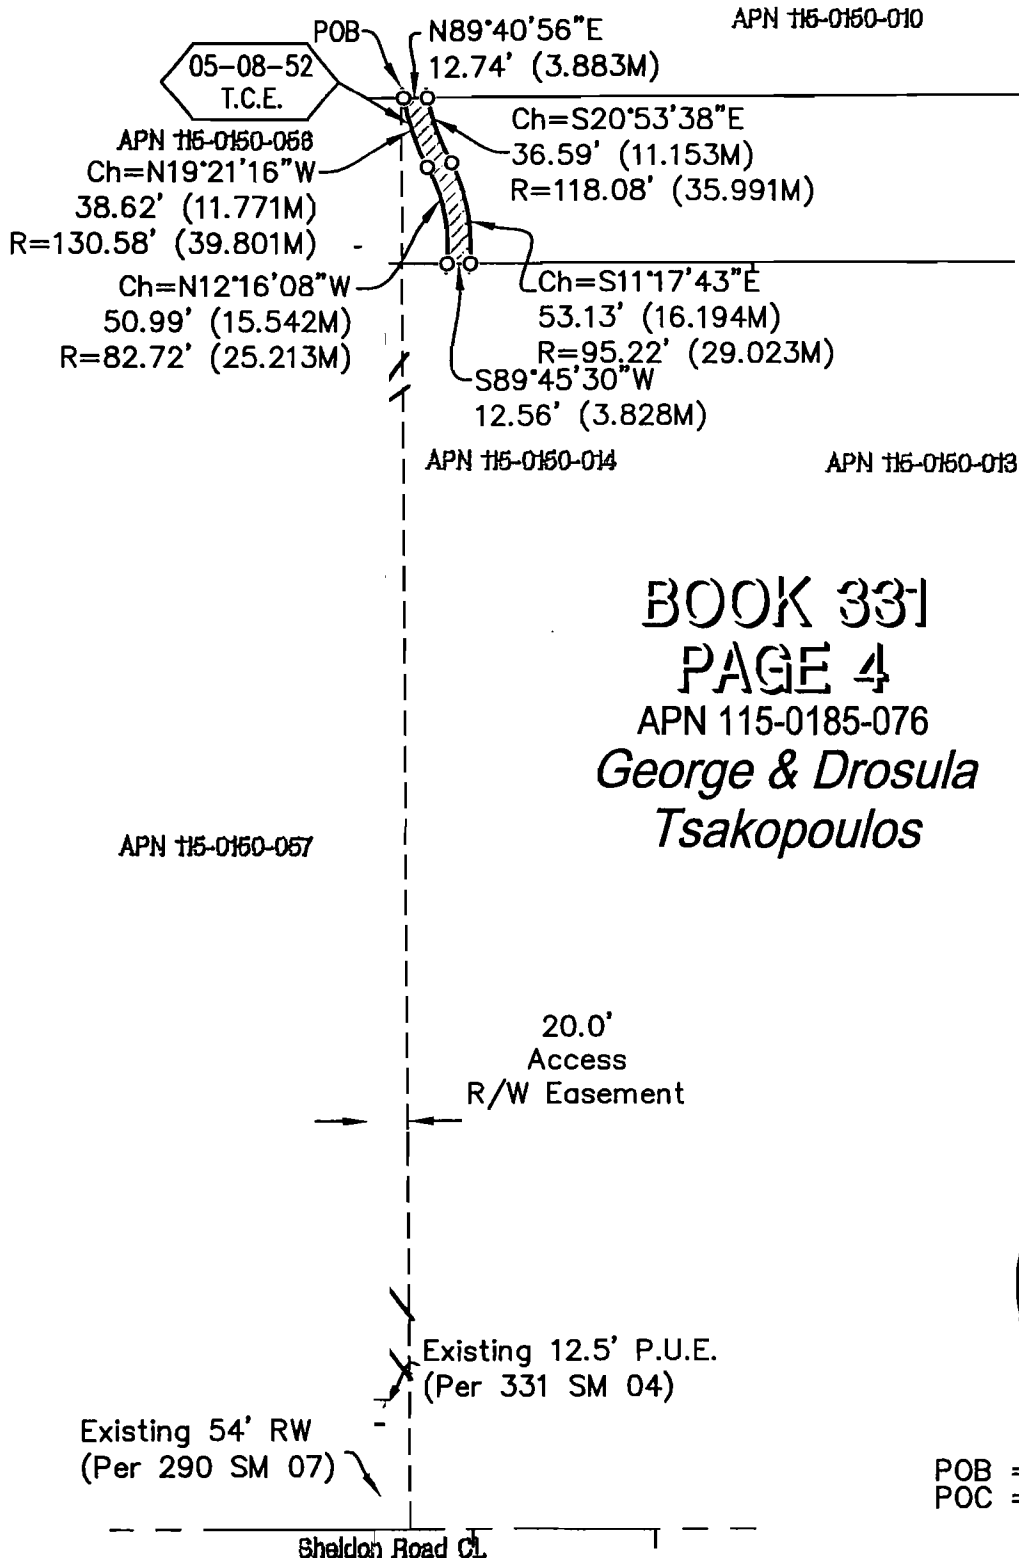 APN 115-0150-010
POB
N89°40'56"E
12.74' (3.883M)
05-08-52
T.C.E.
APN 115-0150-058
Ch=N19°21'16"W
38.62' (11.771M)
R=130.58' (39.801M)
Ch=S20°53'38"E
36.59' (11.153M)
R=118.08' (35.991M)
Ch=N12°16'08"W
50.99' (15.542M)
R=82.72' (25.213M)
Ch=S11°17'43"E
53.13' (16.194M)
R=95.22' (29.023M)
S89°45'30"W
12.56' (3.828M)
APN 115-0150-014
APN 115-0150-013
BOOK 331
PAGE 4
APN 115-0185-076
George & Drosula
Tsakopoulos
APN 115-0150-057
20.0'
Access
R/W Easement
Existing 12.5' P.U.E.
(Per 331 SM 04)
Existing 54' RW
(Per 290 SM 07)
POB =
POC =
Sheldon Road CL